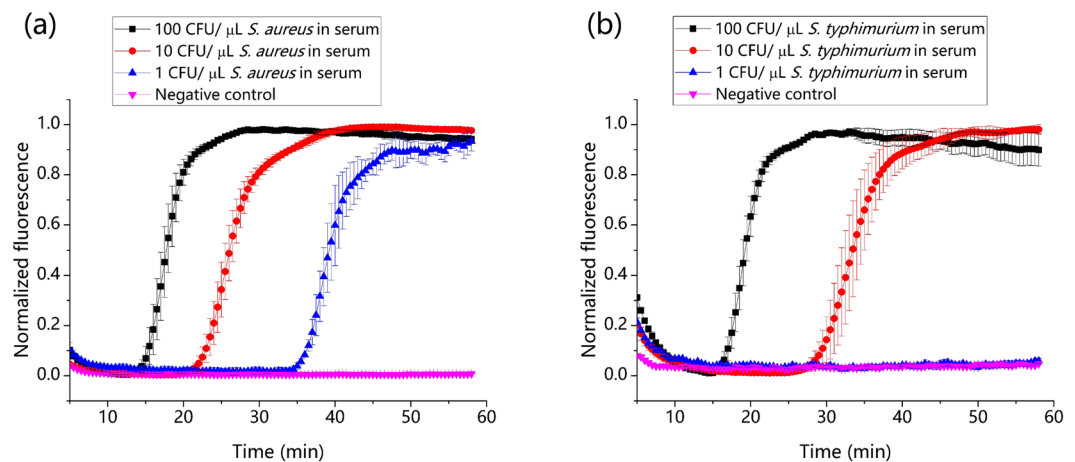 (a)
100 CFU/ μL S. aureus in serum
10 CFU/ μL S. aureus in serum
1 CFU/ μL S. aureus in serum
Negative control
Normalized fluorescence
1.0
0.8
0.6
0.4
0.2
0.0
10 20 30 40 50 60
Time (min)
(b)
100 CFU/ μL S. typhimurium in serum
10 CFU/ μL S. typhimurium in serum
1 CFU/ μL S. typhimurium in serum
Negative control
Normalized fluorescence
1.0
0.8
0.6
0.4
0.2
0.0
10 20 30 40 50 60
Time (min)